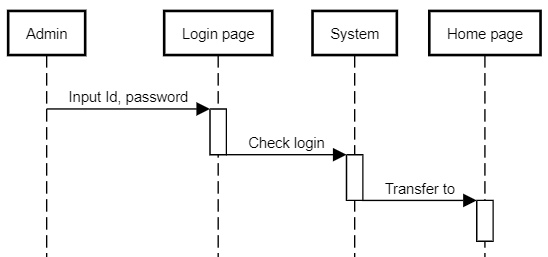 Admin
Login page
System
Home page
Input Id, password
Check login
Transfer to